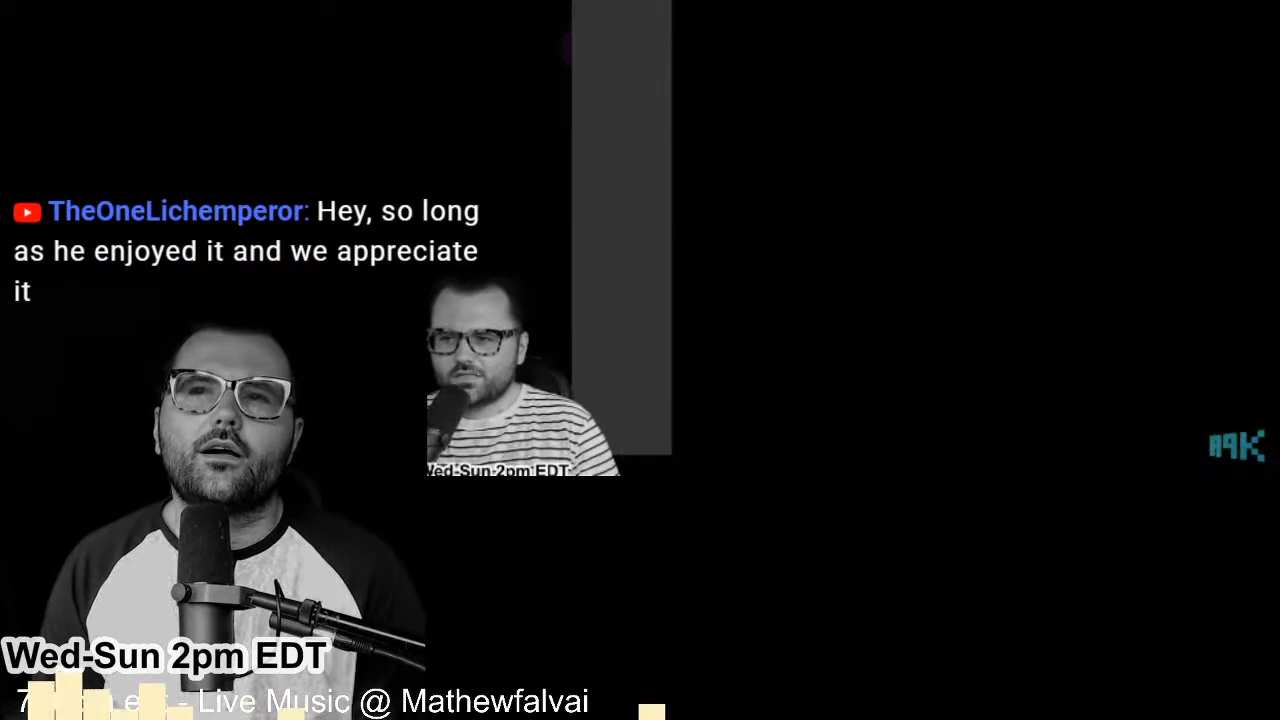 TheOneLichemperor: Hey, so long
as he enjoyed it and we appreciate
it
Wed-Sun 2pm EDT
Wed-Sun 2pm EDT
- Live Music @ Mathewfalvai